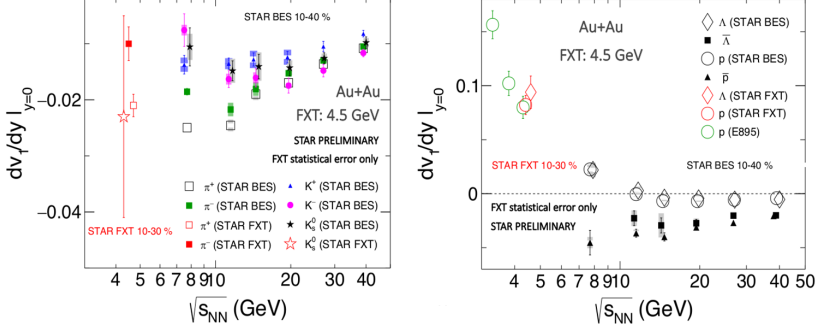 STAR BES 10-40 %
Au+Au
FXT: 4.5 GeV
STAR PRELIMINARY
FXT statistical error only
π⁺ (STAR BES)
π⁻ (STAR BES)
π⁺ (STAR FXT)
π⁻ (STAR FXT)
K⁺ (STAR BES)
K⁻ (STAR BES)
K⁰ₛ (STAR BES)
K⁰ₛ (STAR FXT)
STAR FXT 10-30 %
dv₁/dy |y=0
−0.02
−0.04
4 5 6 7 8 910 20 30 40
√sNN (GeV)
Au+Au
FXT: 4.5 GeV
Λ (STAR BES)
Λ̅
p (STAR BES)
p̅
Λ (STAR FXT)
p (STAR FXT)
p (E895)
STAR FXT 10-30 %
STAR BES 10-40 %
FXT statistical error only
STAR PRELIMINARY
dv₁/dy |y=0
0.1
0
4 5 6 7 8 10 20 30 40 50
√sNN (GeV)